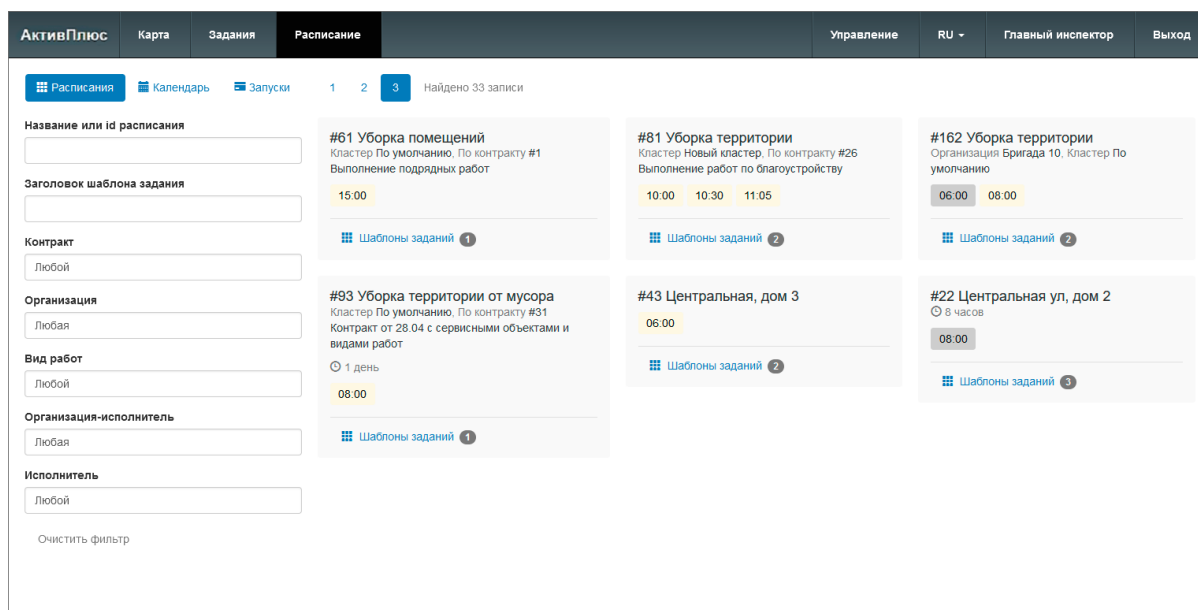 АктивПлюс Карта Задания Расписание Управление RU Главный инспектор Выход
Расписания Календарь Запуски 1 2 3 Найдено 33 записи
Название или id расписания
Заголовок шаблона задания
Контракт
Любой
Организация
Любая
Вид работ
Любой
Организация-исполнитель
Любая
Исполнитель
Любой
Очистить фильтр
#61 Уборка помещений
Кластер По умолчанию, По контракту #1
Выполнение подрядных работ
15:00
Шаблоны заданий 1
#81 Уборка территории
Кластер Новый кластер, По контракту #26
Выполнение работ по благоустройству
10:00 10:30 11:05
Шаблоны заданий 2
#162 Уборка территории
Организация Бригада 10, Кластер По
умолчанию
06:00 08:00
Шаблоны заданий 2
#93 Уборка территории от мусора
Кластер По умолчанию, По контракту #31
Контракт от 28.04 с сервисными объектами и
видами работ
1 день
08:00
Шаблоны заданий 1
#43 Центральная, дом 3
06:00
Шаблоны заданий 2
#22 Центральная ул, дом 2
8 часов
08:00
Шаблоны заданий 3